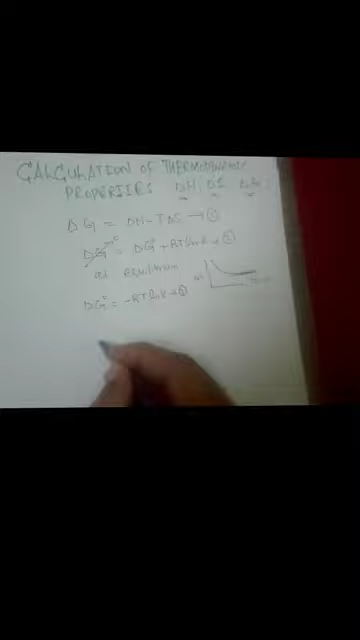 CALCULATION OF THERMODYNAMIC
PROPERTIES ΔH, ΔS, ΔG.
ΔG = ΔH - TΔS → ①
ΔG = ΔG° + RT ln K → ②
at equilibrium
ΔG° = -RT ln K → ③